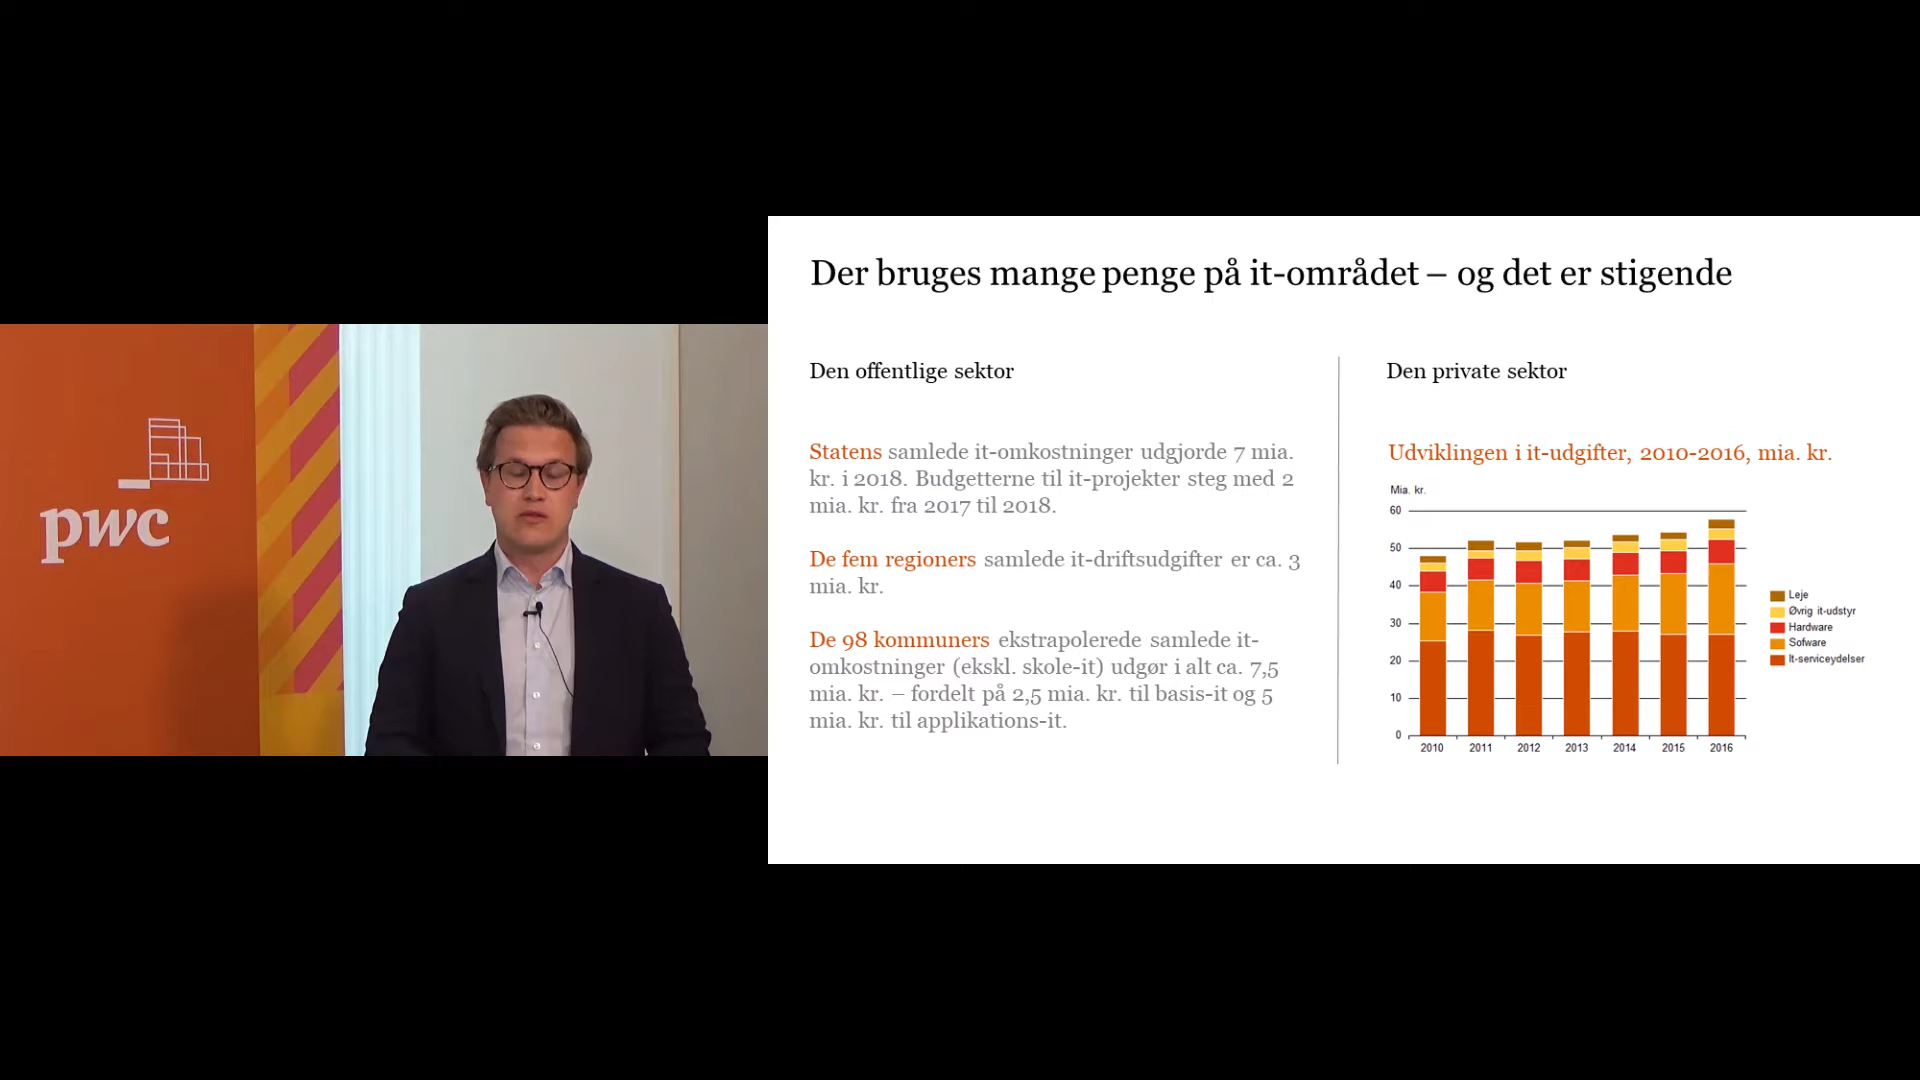 pwc
Der bruges mange penge på it-området – og det er stigende
Den offentlige sektor
Statens samlede it-omkostninger udgjorde 7 mia.
kr. i 2018. Budgetterne til it-projekter steg med 2
mia. kr. fra 2017 til 2018.
De fem regioners samlede it-driftsudgifter er ca. 3
mia. kr.
De 98 kommuners ekstrapolerede samlede it-
omkostninger (ekskl. skole-it) udgør i alt ca. 7,5
mia. kr. – fordelt på 2,5 mia. kr. til basis-it og 5
mia. kr. til applikations-it.
Den private sektor
Udviklingen i it-udgifter, 2010-2016, mia. kr.
Mia. kr.
60
50
40
30
20
10
0
2010 2011 2012 2013 2014 2015 2016
Leje
Øvrig it-udstyr
Hardware
Sofware
It-serviceydelser